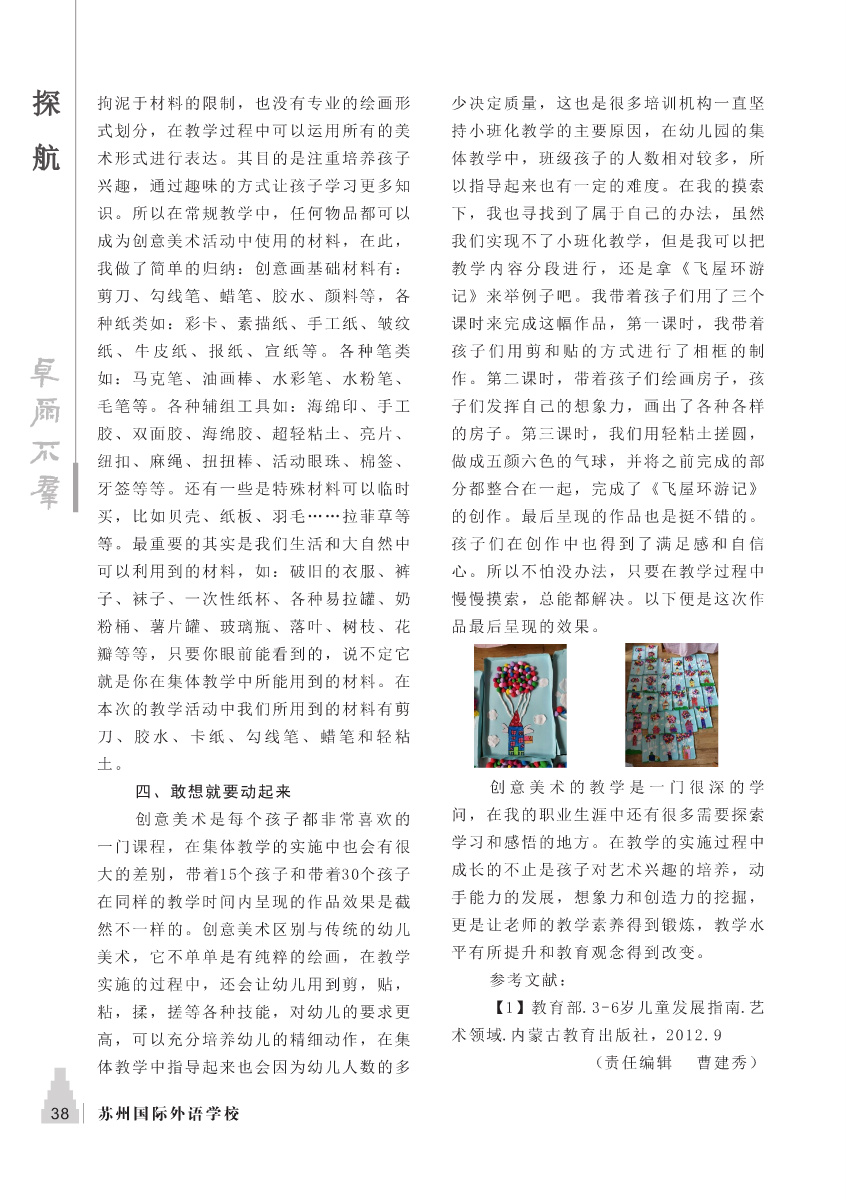 探
航
卓尔不群
拘泥于材料的限制，也没有专业的绘画形
式划分，在教学过程中可以运用所有的美
术形式进行表达。其目的是注重培养孩子
兴趣，通过趣味的方式让孩子学习更多知
识。所以在常规教学中，任何物品都可以
成为创意美术活动中使用的材料，在此，
我做了简单的归纳：创意画基础材料有：
剪刀、勾线笔、蜡笔、胶水、颜料等，各
种纸类如：彩卡、素描纸、手工纸、皱纹
纸、牛皮纸、报纸、宣纸等。各种笔类
如：马克笔、油画棒、水彩笔、水粉笔、
毛笔等。各种辅组工具如：海绵印、手工
胶、双面胶、海绵胶、超轻粘土、亮片、
纽扣、麻绳、扭扭棒、活动眼珠、棉签、
牙签等等。还有一些是特殊材料可以临时
买，比如贝壳、纸板、羽毛……拉菲草等
等。最重要的其实是我们生活和大自然中
可以利用到的材料，如：破旧的衣服、裤
子、袜子、一次性纸杯、各种易拉罐、奶
粉桶、薯片罐、玻璃瓶、落叶、树枝、花
瓣等等，只要你眼前能看到的，说不定它
就是你在集体教学中所能用到的材料。在
本次的教学活动中我们所用到的材料有剪
刀、胶水、卡纸、勾线笔、蜡笔和轻粘
土。
四、敢想就要动起来
创意美术是每个孩子都非常喜欢的
一门课程，在集体教学的实施中也会有很
大的差别，带着15个孩子和带着30个孩子
在同样的教学时间内呈现的作品效果是截
然不一样的。创意美术区别与传统的幼儿
美术，它不单单是有纯粹的绘画，在教学
实施的过程中，还会让幼儿用到剪，贴，
粘，揉，搓等各种技能，对幼儿的要求更
高，可以充分培养幼儿的精细动作，在集
体教学中指导起来也会因为幼儿人数的多
少决定质量，这也是很多培训机构一直坚
持小班化教学的主要原因，在幼儿园的集
体教学中，班级孩子的人数相对较多，所
以指导起来也有一定的难度。在我的摸索
下，我也寻找到了属于自己的办法，虽然
我们实现不了小班化教学，但是我可以把
教学内容分段进行，还是拿《飞屋环游
记》来举例子吧。我带着孩子们用了三个
课时来完成这幅作品，第一课时，我带着
孩子们用剪和贴的方式进行了相框的制
作。第二课时，带着孩子们绘画房子，孩
子们发挥自己的想象力，画出了各种各样
的房子。第三课时，我们用轻粘土搓圆，
做成五颜六色的气球，并将之前完成的部
分都整合在一起，完成了《飞屋环游记》
的创作。最后呈现的作品也是挺不错的。
孩子们在创作中也得到了满足感和自信
心。所以不怕没办法，只要在教学过程中
慢慢摸索，总能都解决。以下便是这次作
品最后呈现的效果。
创意美术的教学是一门很深的学
问，在我的职业生涯中还有很多需要探索
学习和感悟的地方。在教学的实施过程中
成长的不止是孩子对艺术兴趣的培养，动
手能力的发展，想象力和创造力的挖掘，
更是让老师的教学素养得到锻炼，教学水
平有所提升和教育观念得到改变。
参考文献：
【1】教育部.3-6岁儿童发展指南.艺
术领域.内蒙古教育出版社，2012.9
（责任编辑　曹建秀）
38
苏州国际外语学校